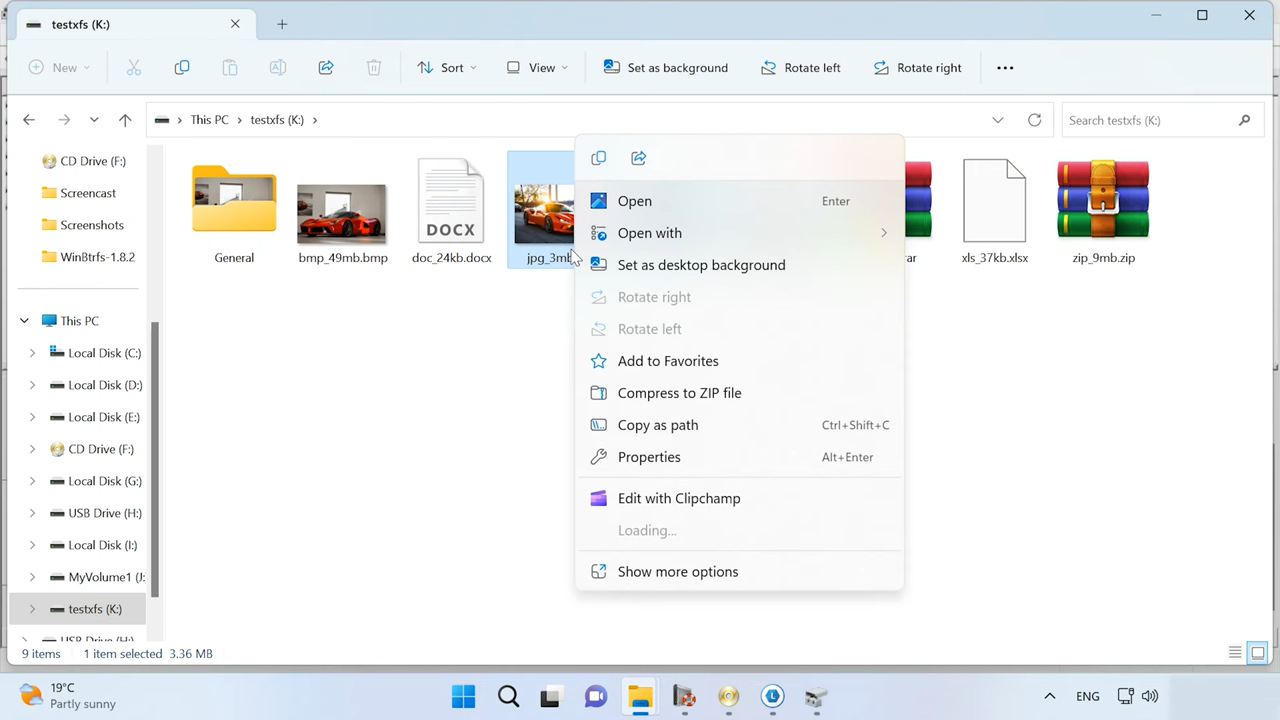 testxfs (K:)
New
Sort
View
Set as background
Rotate left
Rotate right
This PC
testxfs (K:)
Search testxfs (K:)
CD Drive (F:)
Screencast
Screenshots
WinBtrfs-1.8.2
This PC
Local Disk (C:)
Local Disk (D:)
Local Disk (E:)
CD Drive (F:)
Local Disk (G:)
USB Drive (H:)
Local Disk (I:)
MyVolume1 (J:
testxfs (K:)
USB Drive (H:)
DOCX
General
bmp_49mb.bmp
doc_24kb.docx
jpg_3mb
ar
xls_37kb.xlsx
zip_9mb.zip
Open Enter
Open with
Set as desktop background
Rotate right
Rotate left
Add to Favorites
Compress to ZIP file
Copy as path Ctrl+Shift+C
Properties Alt+Enter
Edit with Clipchamp
Loading...
Show more options
9 items 1 item selected 3.36 MB
19°C
Partly sunny
ENG